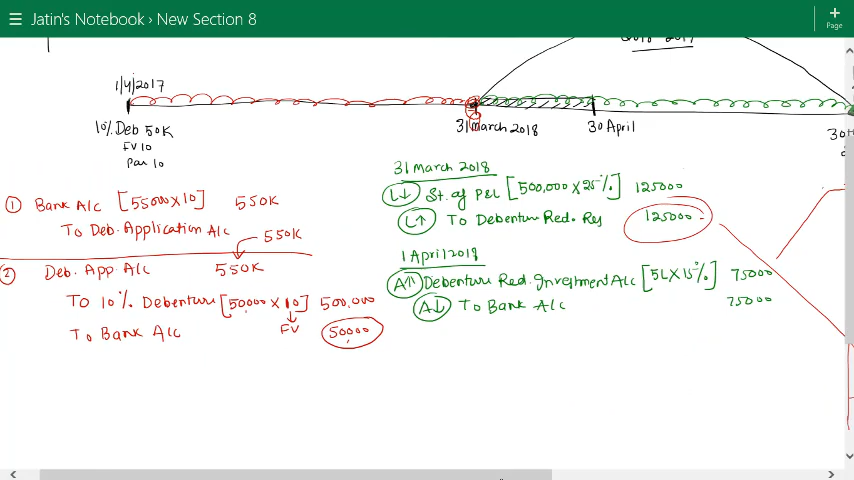 Jatin's Notebook › New Section 8
Page
1/4/2017
10% Deb 50K
FV 10
Par 10
31 march 2018
30 April
31 March 2018
L↓ St. of P&L [500,000 × 25%] 125000
L↑ To Debenture Red. Res 125000
1 April 2018
A↑ Debenture Red. Investment A/c [5L × 15%] 75000
A↓ To Bank A/c 75000
① Bank A/c [55000 × 10] 550K
To Deb. Application A/c 550K
② Deb. App. A/c 550K
To 10% Debenture [50000 × 10] 500,000
FV
To Bank A/c 50000